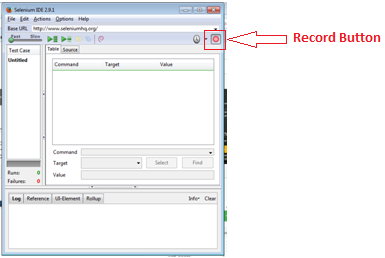 Selenium IDE 2.9.1
File Edit Actions Options Help
Base URL http://www.seleniumhq.org/
Fast Slow
Record Button
Test Case
Untitled
Table Source
Command Target Value
Command
Target Select Find
Value
Runs: 0
Failures: 0
Log Reference UI-Element Rollup Info Clear